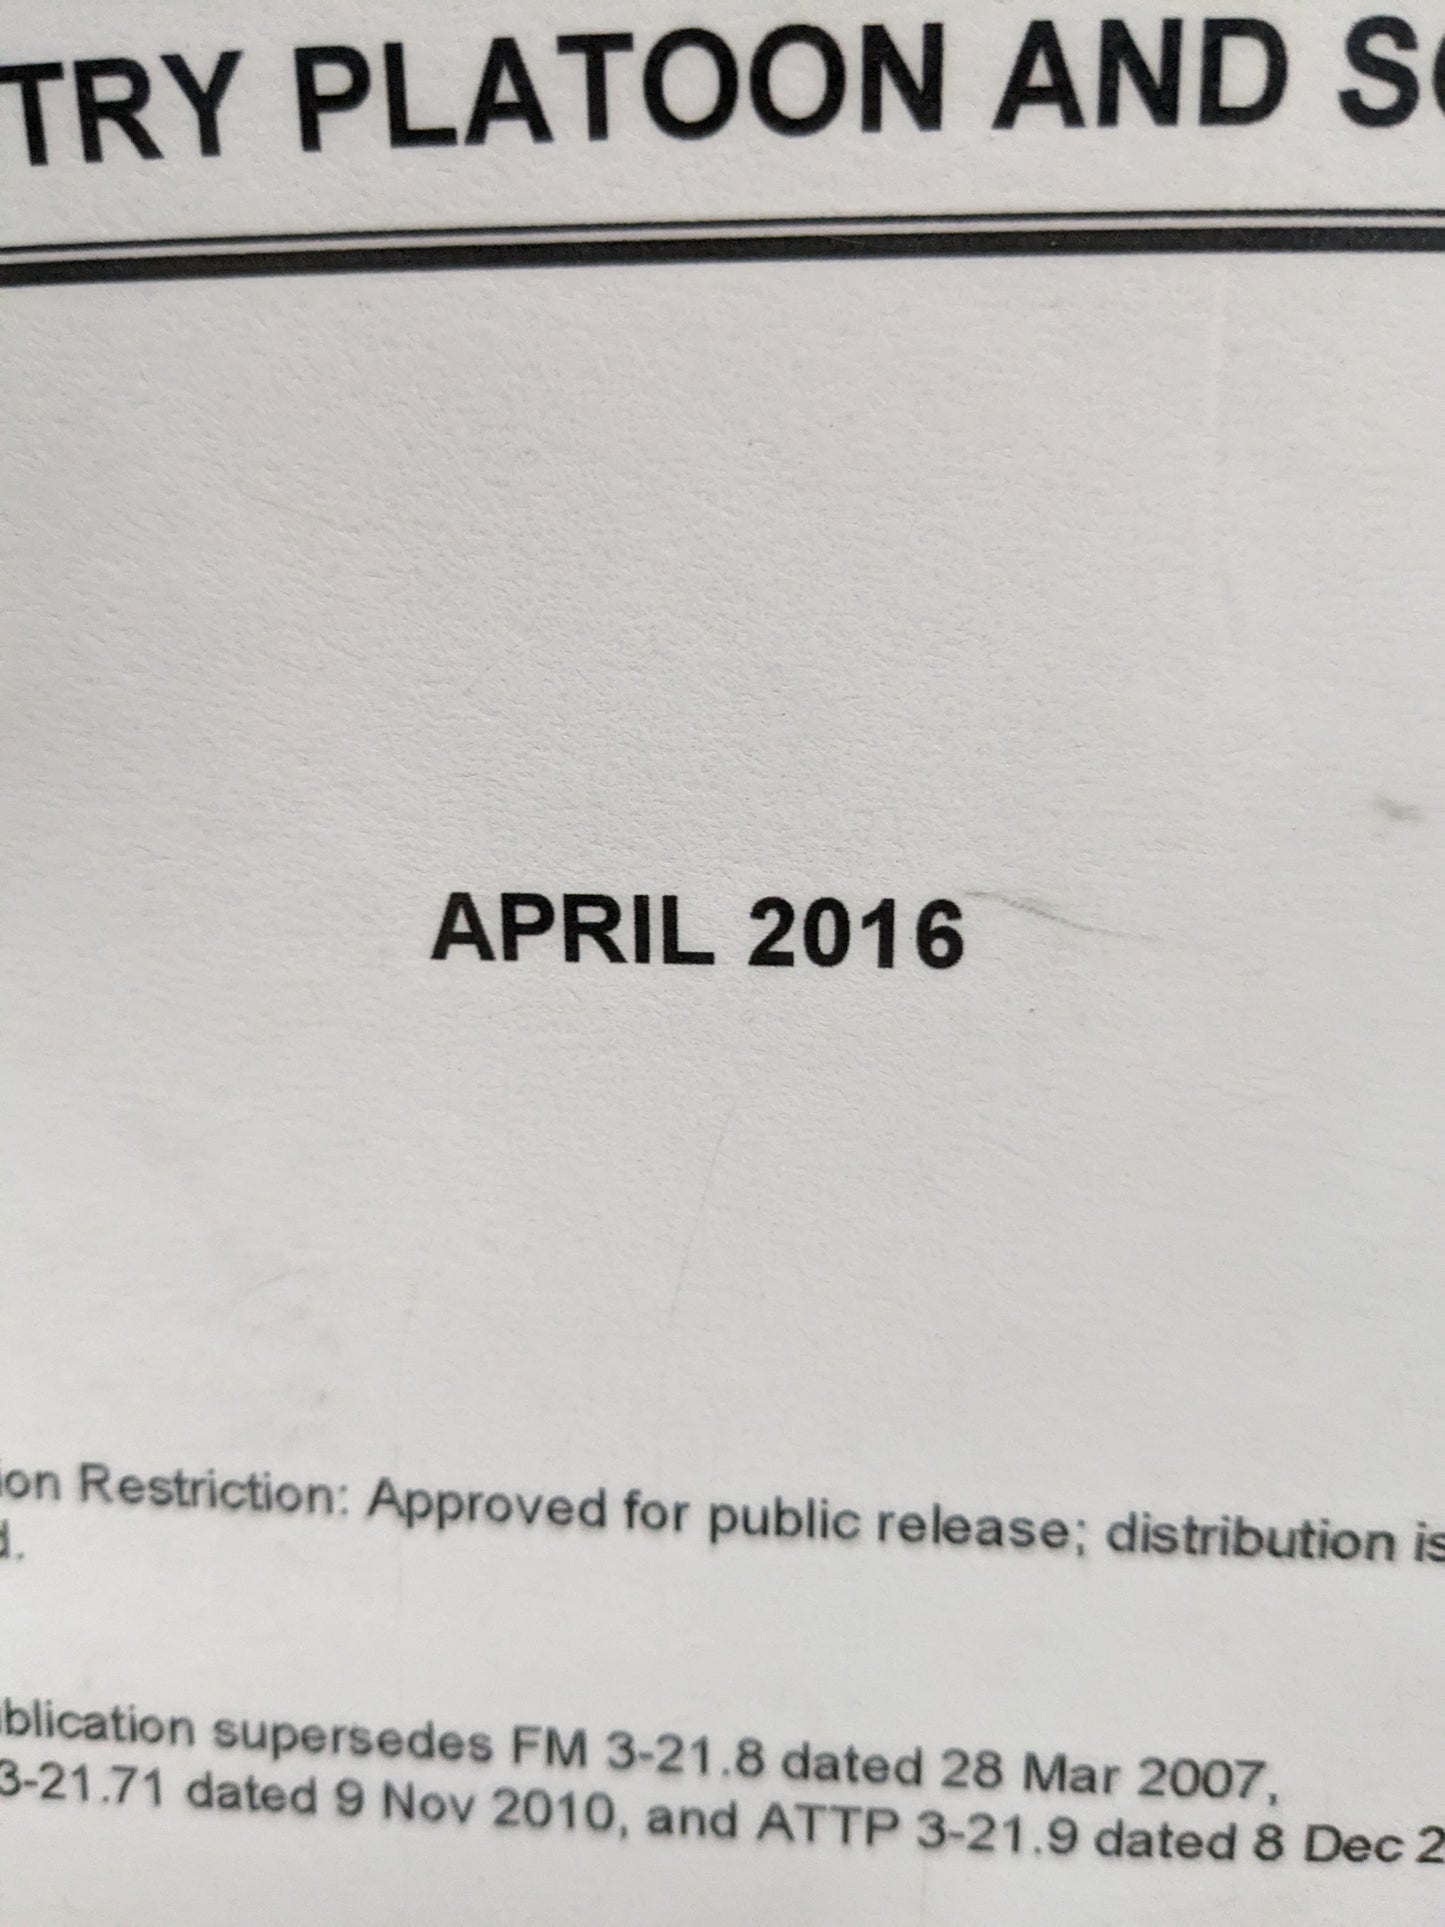 TRY PLATOON AND S
APRIL 2016
ion Restriction: Approved for public release; distribution is
d.
blication supersedes FM 3-21.8 dated 28 Mar 2007,
3-21.71 dated 9 Nov 2010, and ATTP 3-21.9 dated 8 Dec 2